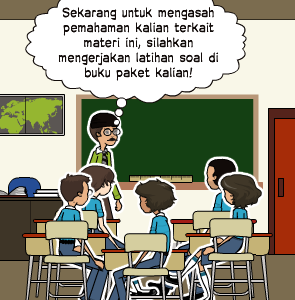 Sekarang untuk mengasah
pemahaman kalian terkait
materi ini, silahkan
mengerjakan latihan soal di
buku paket kalian!